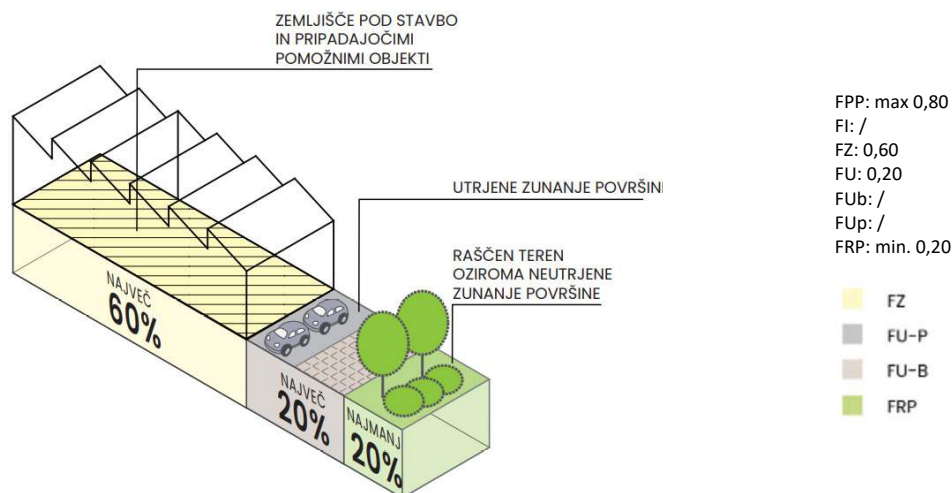 ZEMLJIŠČE POD STAVBO
IN PRIPADAJOČIMI
POMOŽNIMI OBJEKTI
UTRJENE ZUNANJE POVRŠINE
RAŠČEN TEREN
OZIROMA NEUTRJENE
ZUNANJE POVRŠINE
NAJVEČ
60%
NAJVEČ
20%
NAJMANJ
20%
FPP: max 0,80
FI: /
FZ: 0,60
FU: 0,20
FUb: /
FUp: /
FRP: min. 0,20
FZ
FU-P
FU-B
FRP